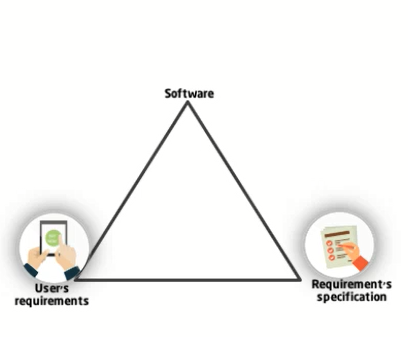 Software
User's
requirements
Requirement's
specification